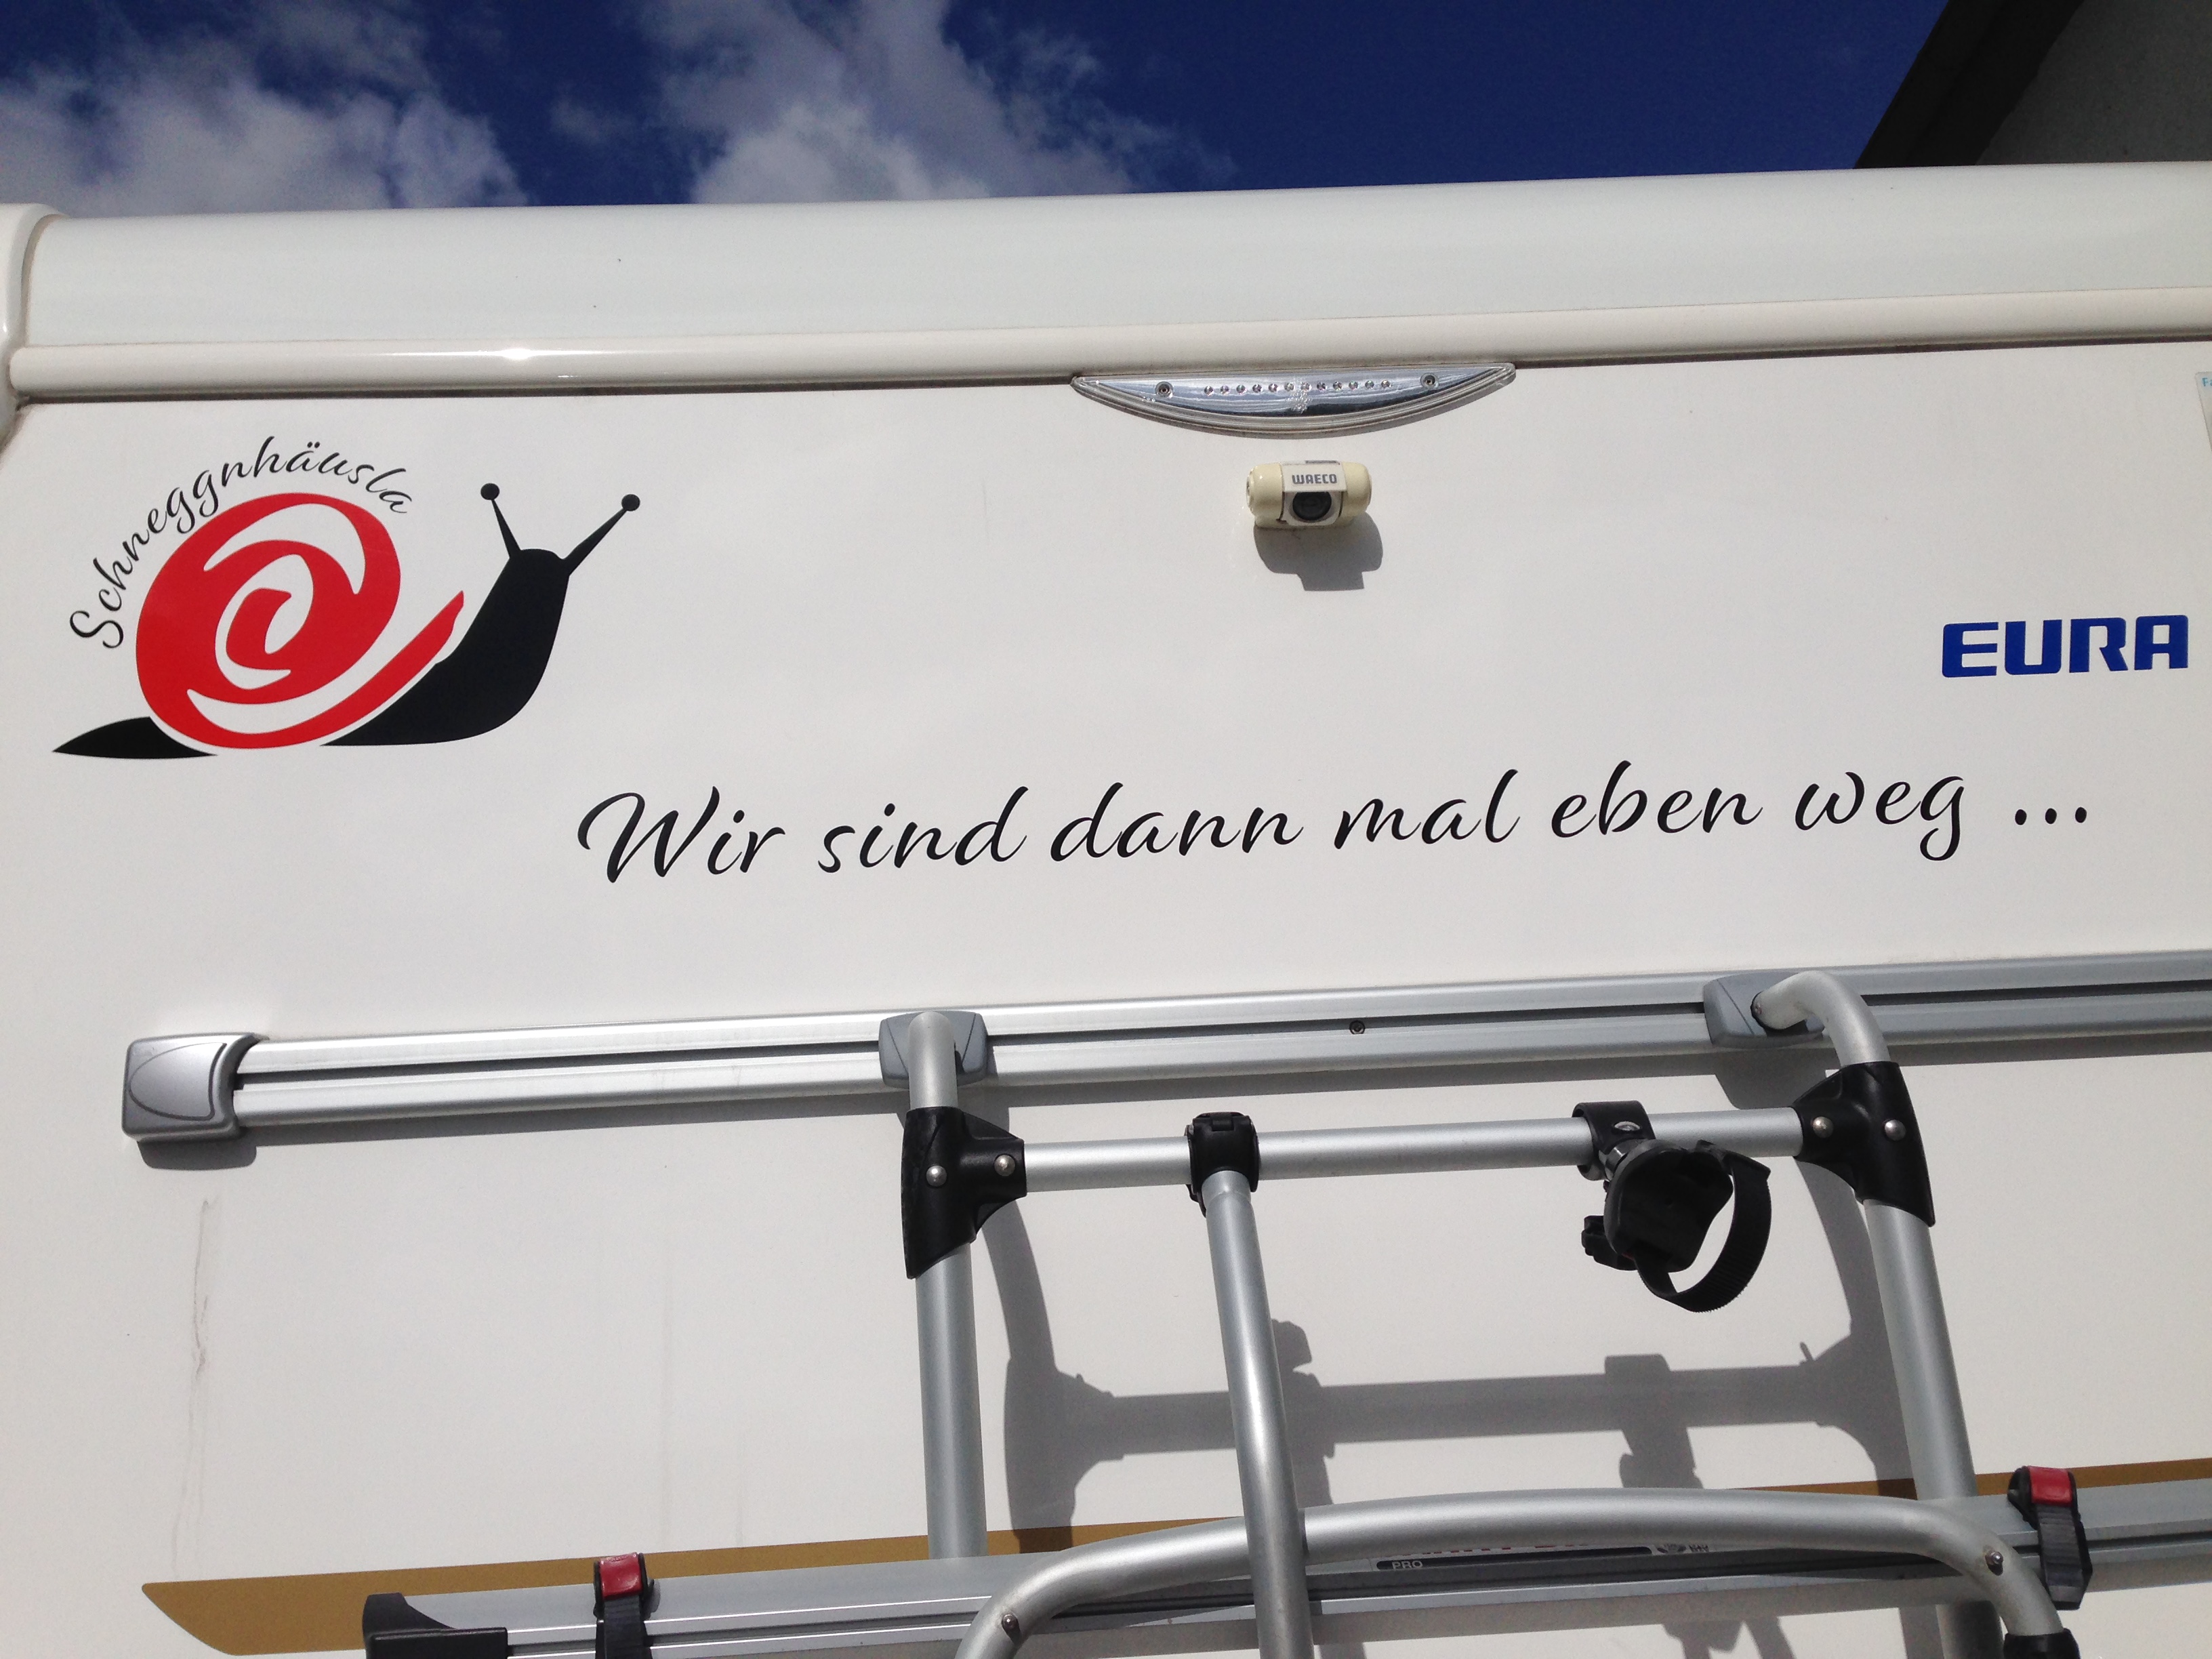 Schneggnhäusla
WAECO
EURA
Wir sind dann mal eben weg ...
PRO